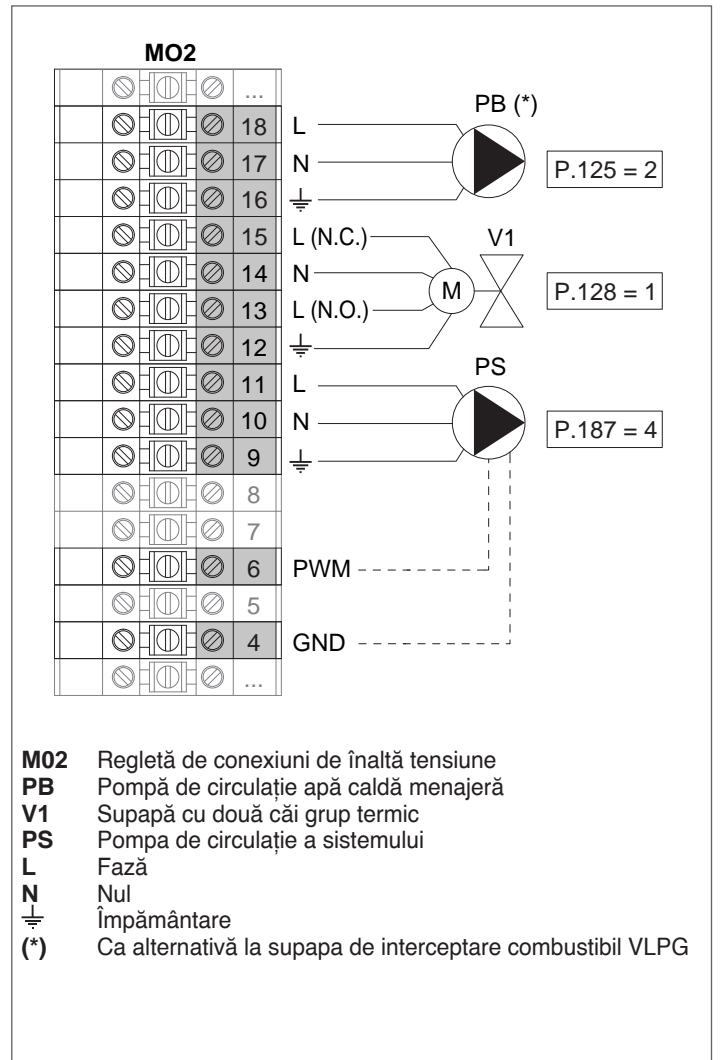 MO2
...
18 L PB (*)
17 N P.125 = 2
16
15 L (N.C.) V1
14 N M P.128 = 1
13 L (N.O.)
12
11 L PS
10 N P.187 = 4
9
8
7
6 PWM
5
4 GND
...
M02 Regletă de conexiuni de înaltă tensiune
PB Pompă de circulație apă caldă menajeră
V1 Supapă cu două căi grup termic
PS Pompa de circulație a sistemului
L Fază
N Nul
⏚ Împământare
(*) Ca alternativă la supapa de interceptare combustibil VLPG